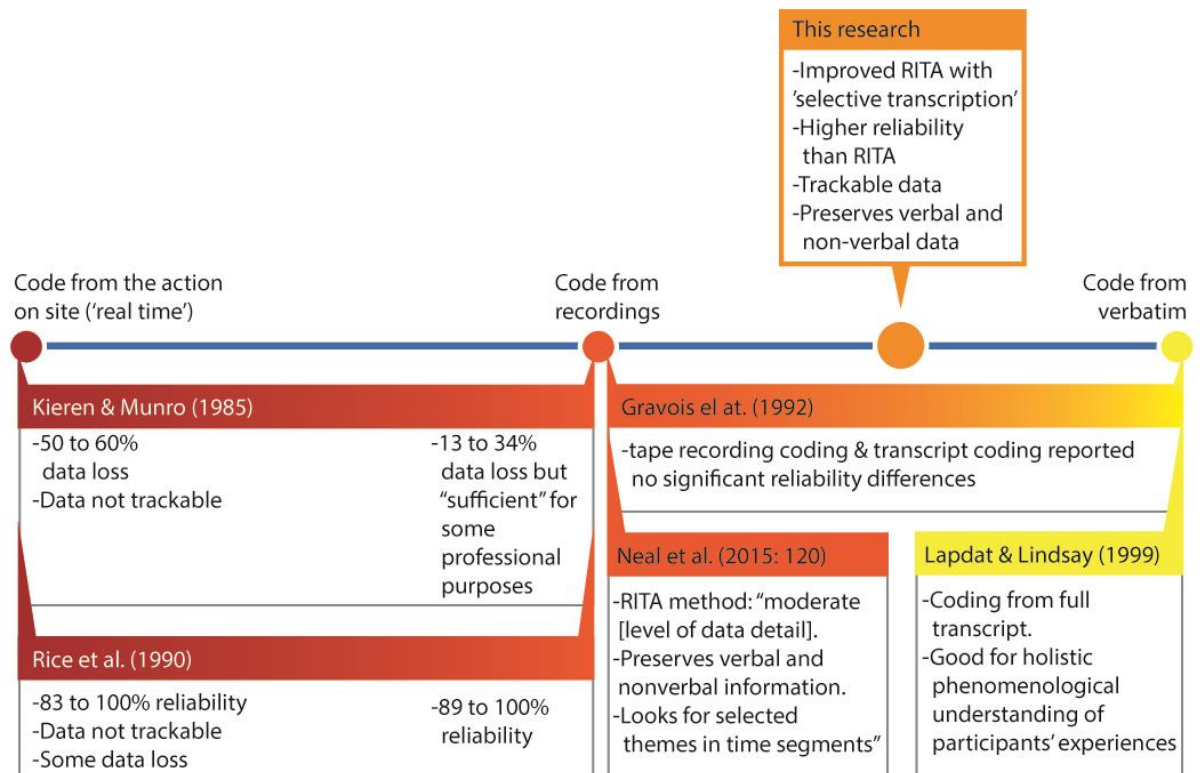 This research
-Improved RITA with
'selective transcription'
-Higher reliability
than RITA
-Trackable data
-Preserves verbal and
non-verbal data
Code from the action
on site ('real time')
Code from
recordings
Code from
verbatim
Kieren & Munro (1985)
-50 to 60%
data loss
-Data not trackable
-13 to 34%
data loss but
"sufficient" for
some
professional
purposes
Rice et al. (1990)
-83 to 100% reliability
-Data not trackable
-Some data loss
-89 to 100%
reliability
Gravois el at. (1992)
-tape recording coding & transcript coding reported
no significant reliability differences
Neal et al. (2015: 120)
-RITA method: "moderate
[level of data detail].
-Preserves verbal and
nonverbal information.
-Looks for selected
themes in time segments"
Lapdat & Lindsay (1999)
-Coding from full
transcript.
-Good for holistic
phenomenological
understanding of
participants' experiences